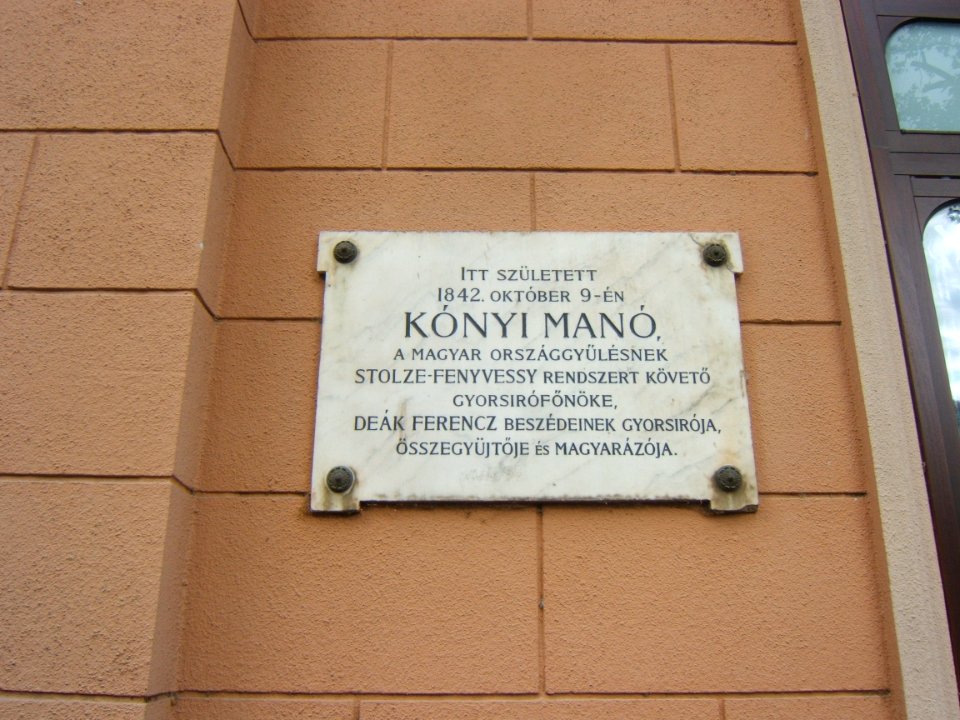 ITT SZÜLETETT
1842. OKTÓBER 9-ÉN
KÓNYI MANÓ,
A MAGYAR ORSZÁGGYŰLÉSNEK
STOLZE-FENYVESSY RENDSZERT KÖVETŐ
GYORSIRÓFŐNÖKE,
DEÁK FERENCZ BESZÉDEINEK GYORSIRÓJA,
ÖSSZEGYÜJTŐJE ÉS MAGYARÁZÓJA.